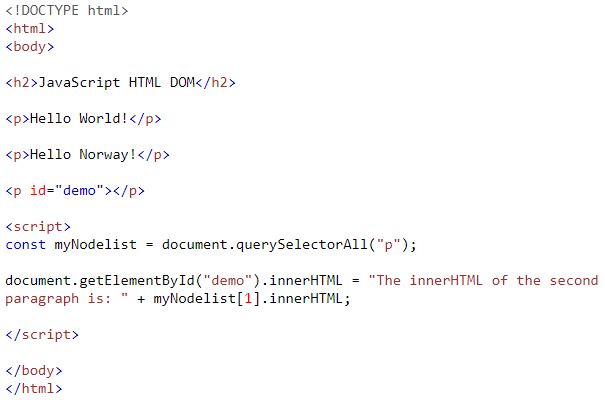 <!DOCTYPE html>
<html>
<body>
<h2>JavaScript HTML DOM</h2>
<p>Hello World!</p>
<p>Hello Norway!</p>
<p id="demo"></p>
<script>
const myNodelist = document.querySelectorAll("p");
document.getElementById("demo").innerHTML = "The innerHTML of the second
paragraph is: " + myNodelist[1].innerHTML;
</script>
</body>
</html>